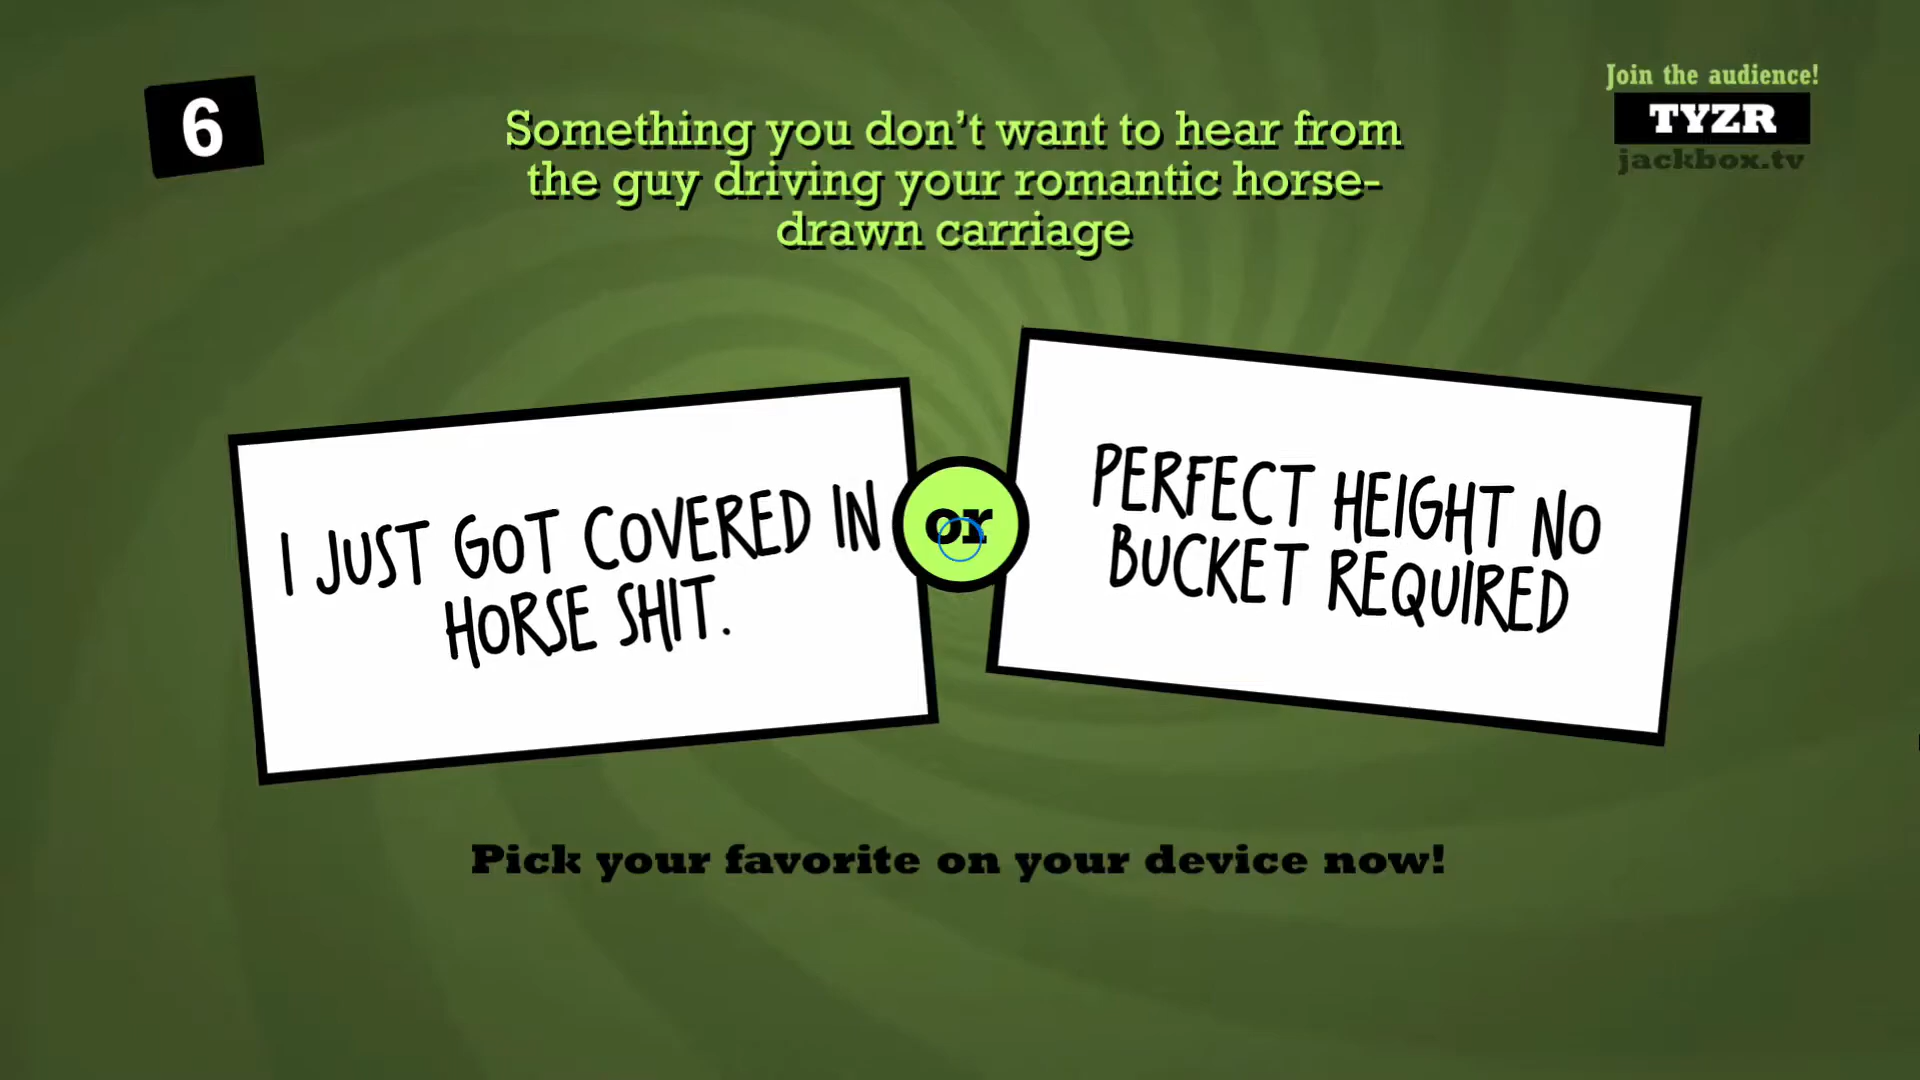 6
Join the audience!
TYZR
jackbox.tv
Something you don't want to hear from
the guy driving your romantic horse-
drawn carriage
I JUST GOT COVERED IN
HORSE SHIT.
or
PERFECT HEIGHT NO
BUCKET REQUIRED
Pick your favorite on your device now!